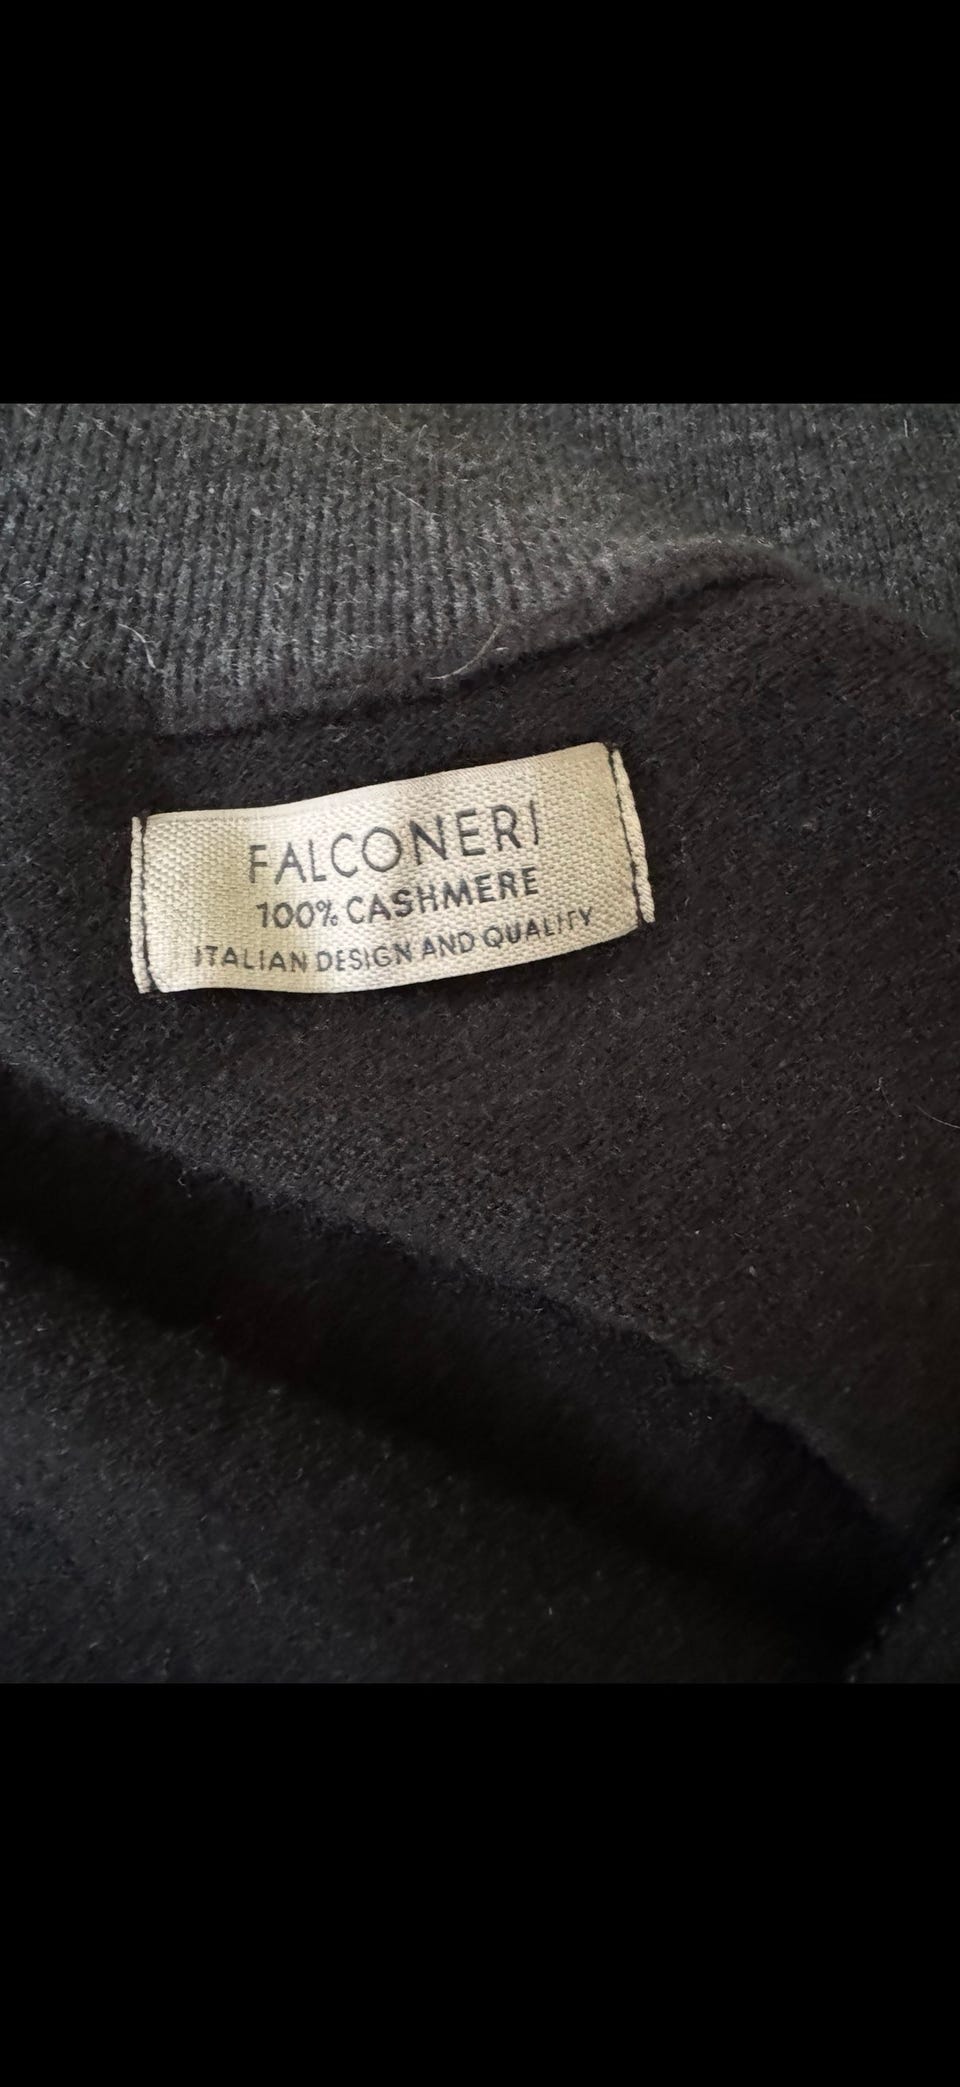 FALCONERI
100% CASHMERE
ITALIAN DESIGN AND QUALITY